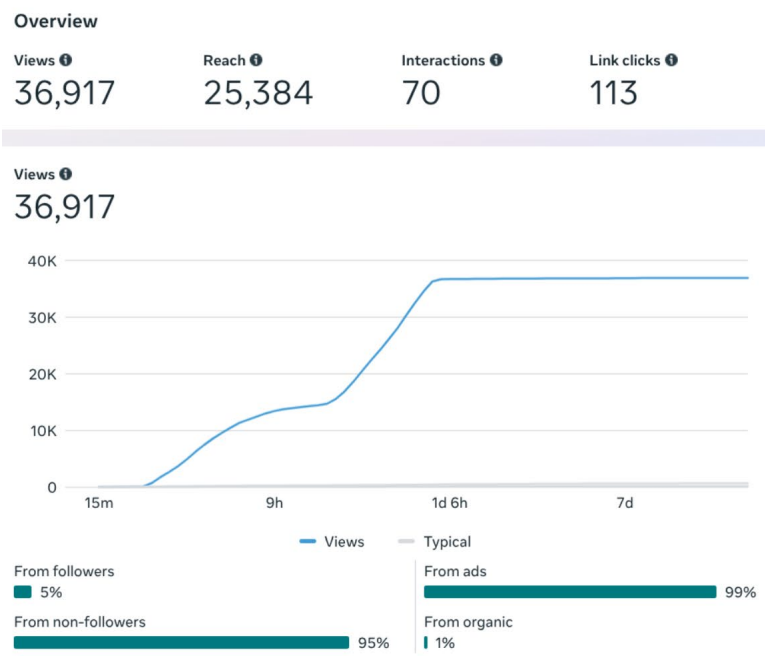 Overview
Views Reach Interactions Link clicks
36,917 25,384 70 113
Views
36,917
40K
30K
20K
10K
0
15m 9h 1d 6h 7d
Views Typical
From followers
5%
From non-followers
95%
From ads
99%
From organic
1%